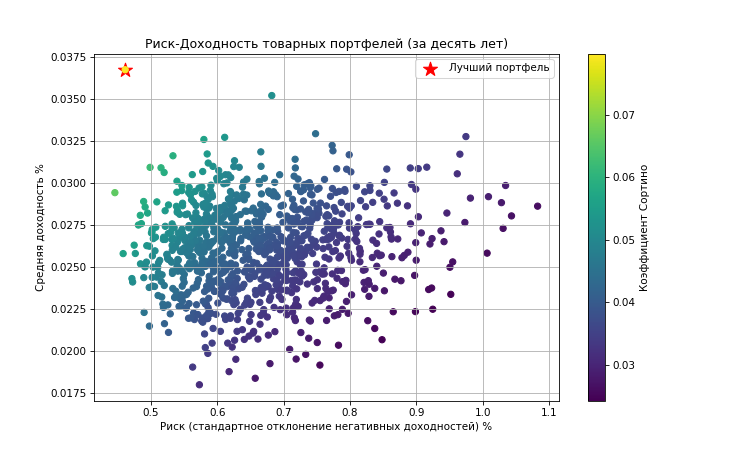 Риск-Доходность товарных портфелей (за десять лет)
Лучший портфель
Средняя доходность %
0.0375
0.0350
0.0325
0.0300
0.0275
0.0250
0.0225
0.0200
0.0175
0.5 0.6 0.7 0.8 0.9 1.0 1.1
Риск (стандартное отклонение негативных доходностей) %
0.07
0.06
0.05
0.04
0.03
Коэффициент Сортино